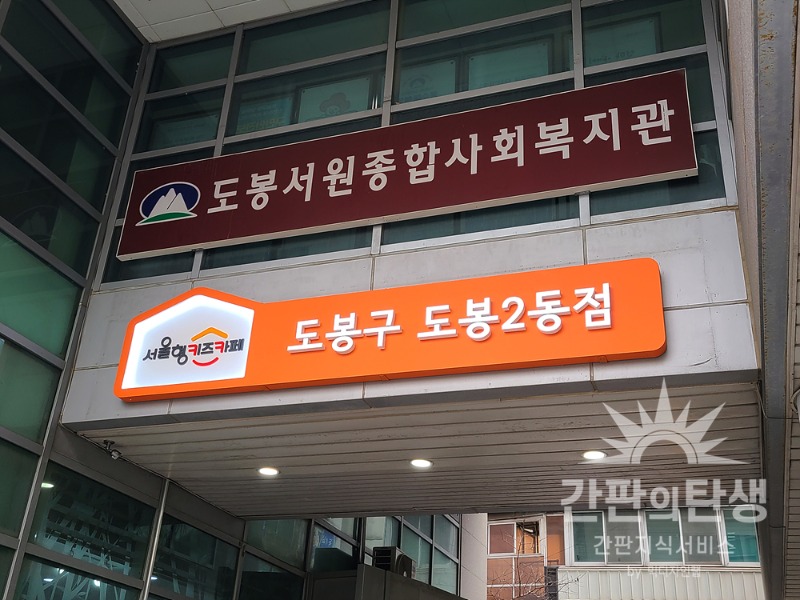 도봉서원종합사회복지관
서울형키즈카페
도봉구 도봉2동점
간판의탄생
간판지식서비스